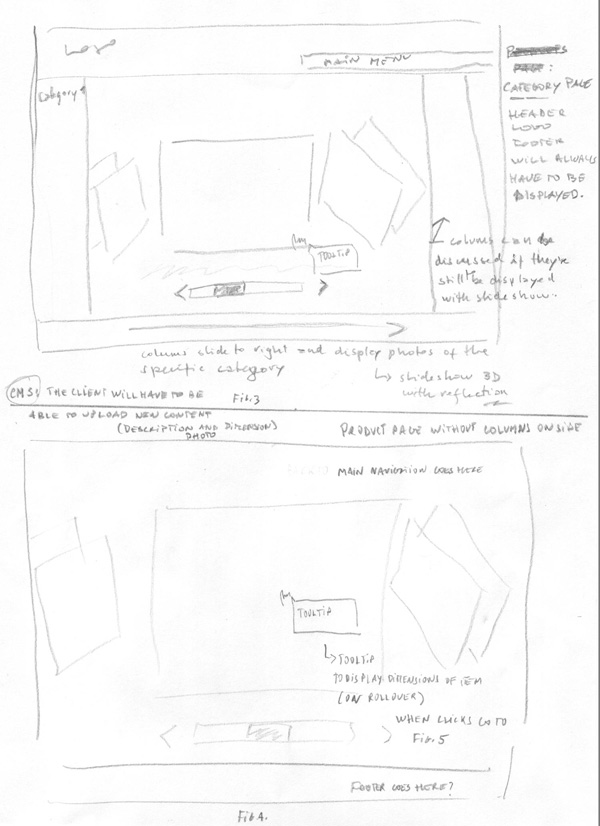 Logo
MAIN MENU
Category
PAGE:
CATEGORY PAGE
HEADER
LOGO
FOOTER
WILL ALWAYS
HAVE TO BE
DISPLAYED.
TOOLTIP
columns can be
discussed if they're
still be displayed
with slideshow.
columns slide to right and display photos of the
specific category
slideshow 3D
with reflection
CMS: THE CLIENT WILL HAVE TO BE
Fig.3
ABLE TO UPLOAD NEW CONTENT
(DESCRIPTION AND DIMENSION)
PHOTO
PRODUCT PAGE WITHOUT COLUMNS ON SIDE
MAIN NAVIGATION GOES HERE
TOOLTIP
TOOLTIP
TO DISPLAY DIMENSIONS OF ITEM
(ON ROLLOVER)
WHEN CLICKS GO TO
Fig.5
FOOTER GOES HERE?
Fig 4.